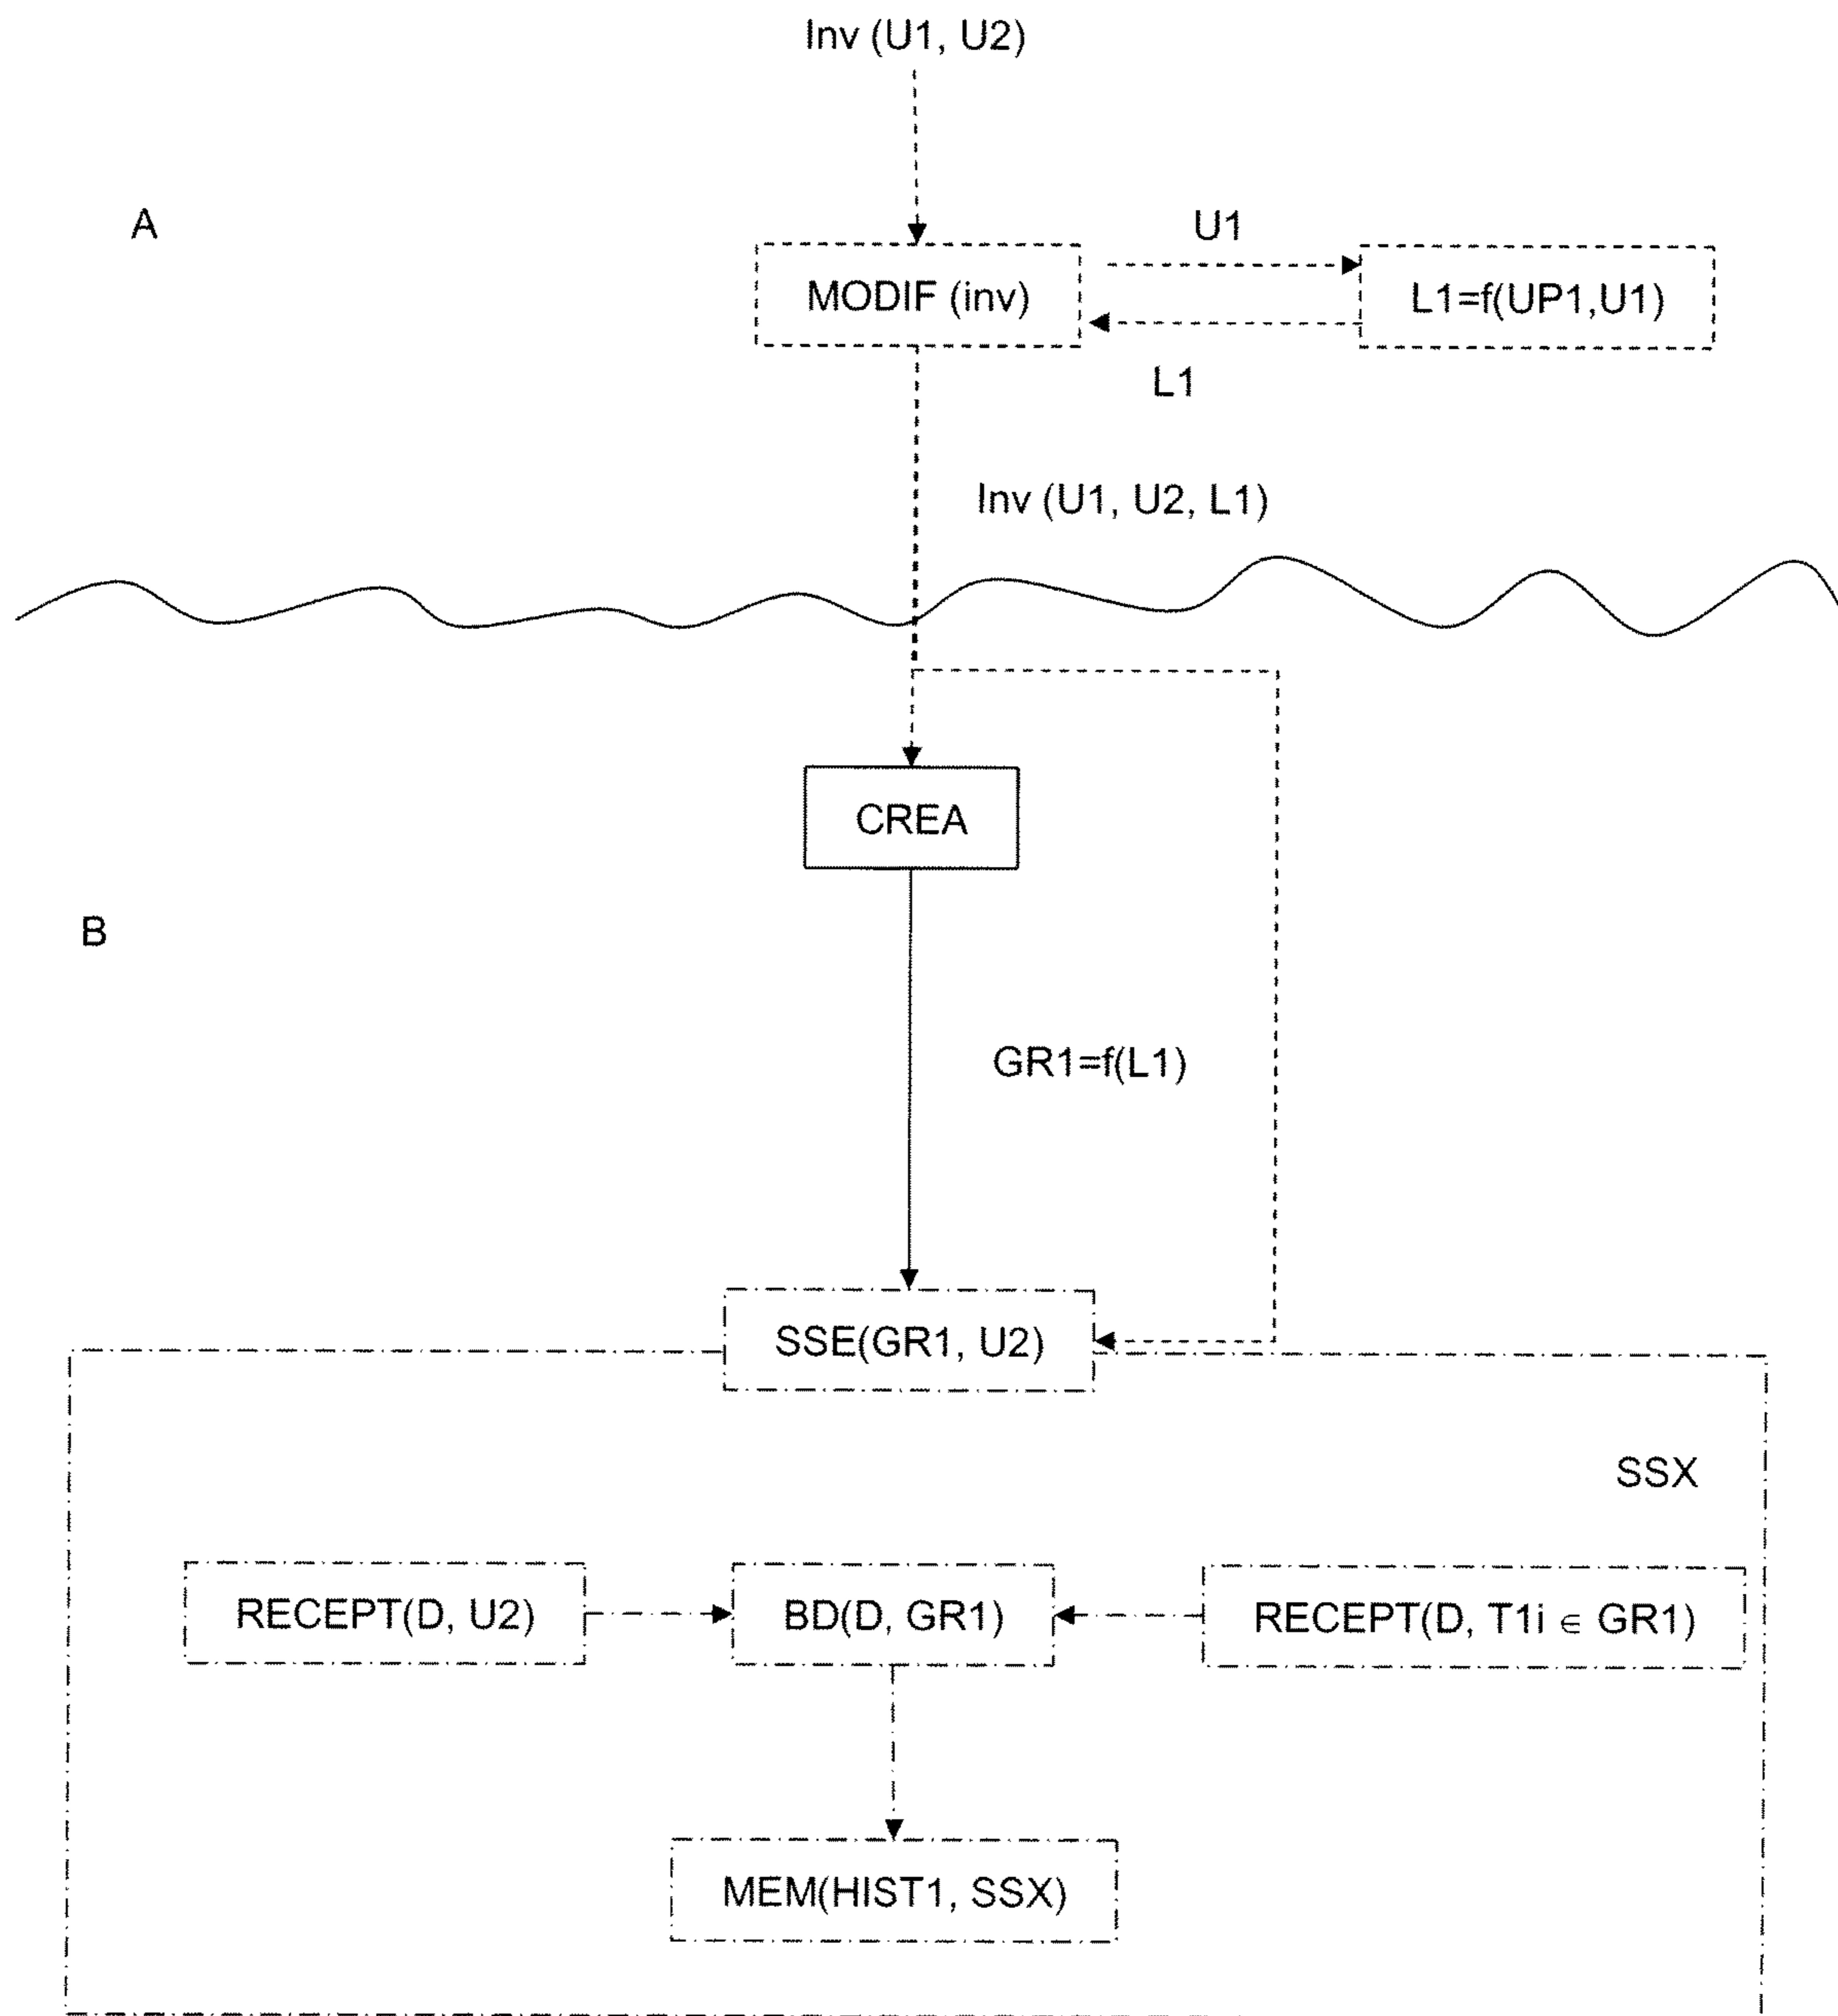 Inv (U1, U2)
A
U1
MODIF (inv)
L1=f(UP1,U1)
L1
Inv (U1, U2, L1)
CREA
B
GR1=f(L1)
SSE(GR1, U2)
SSX
RECEPT(D, U2)
BD(D, GR1)
RECEPT(D, T1i ∈ GR1)
MEM(HIST1, SSX)